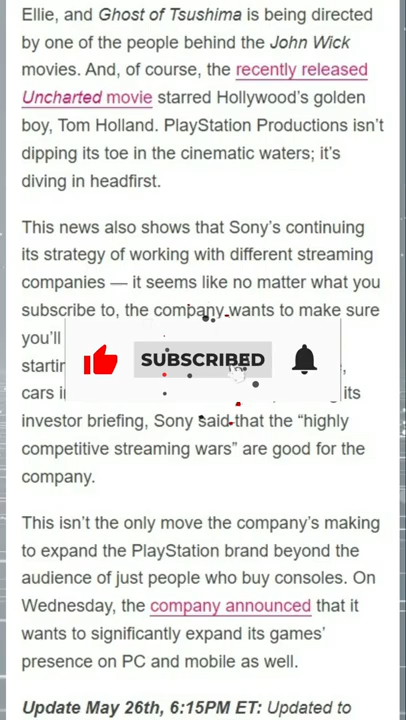 Ellie, and Ghost of Tsushima is being directed
by one of the people behind the John Wick
movies. And, of course, the recently released
Uncharted movie starred Hollywood's golden
boy, Tom Holland. PlayStation Productions isn't
dipping its toe in the cinematic waters; it's
diving in headfirst.
This news also shows that Sony's continuing
its strategy of working with different streaming
companies — it seems like no matter what you
subscribe to, the company wants to make sure
you'll
SUBSCRIBED
cars
its
investor briefing, Sony said that the “highly
competitive streaming wars” are good for the
company.
This isn't the only move the company's making
to expand the PlayStation brand beyond the
audience of just people who buy consoles. On
Wednesday, the company announced that it
wants to significantly expand its games'
presence on PC and mobile as well.
Update May 26th, 6:15PM ET: Updated to